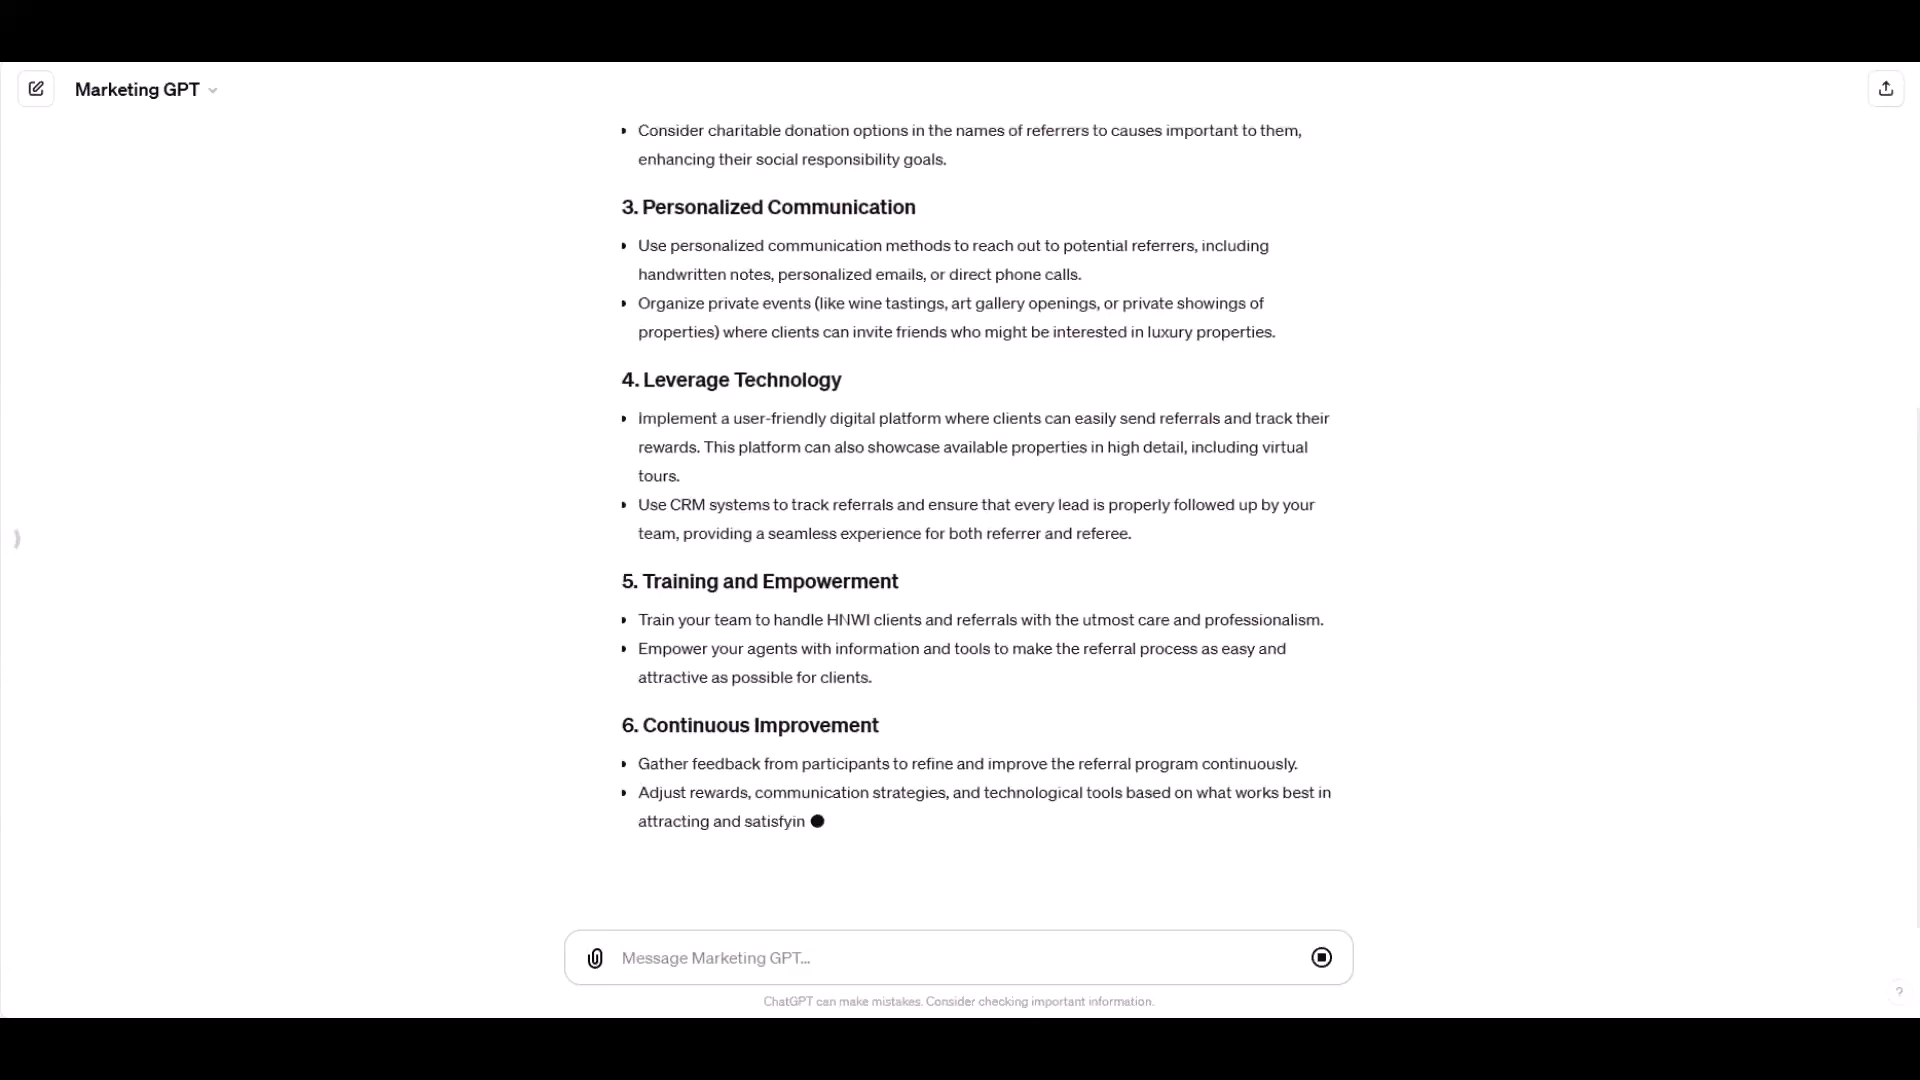 Marketing GPT
Consider charitable donation options in the names of referrers to causes important to them,
enhancing their social responsibility goals.
3. Personalized Communication
Use personalized communication methods to reach out to potential referrers, including
handwritten notes, personalized emails, or direct phone calls.
Organize private events (like wine tastings, art gallery openings, or private showings of
properties) where clients can invite friends who might be interested in luxury properties.
4. Leverage Technology
Implement a user-friendly digital platform where clients can easily send referrals and track their
rewards. This platform can also showcase available properties in high detail, including virtual
tours.
Use CRM systems to track referrals and ensure that every lead is properly followed up by your
team, providing a seamless experience for both referrer and referee.
5. Training and Empowerment
Train your team to handle HNWI clients and referrals with the utmost care and professionalism.
Empower your agents with information and tools to make the referral process as easy and
attractive as possible for clients.
6. Continuous Improvement
Gather feedback from participants to refine and improve the referral program continuously.
Adjust rewards, communication strategies, and technological tools based on what works best in
attracting and satisfyin
Message Marketing GPT...
ChatGPT can make mistakes. Consider checking important information.
?